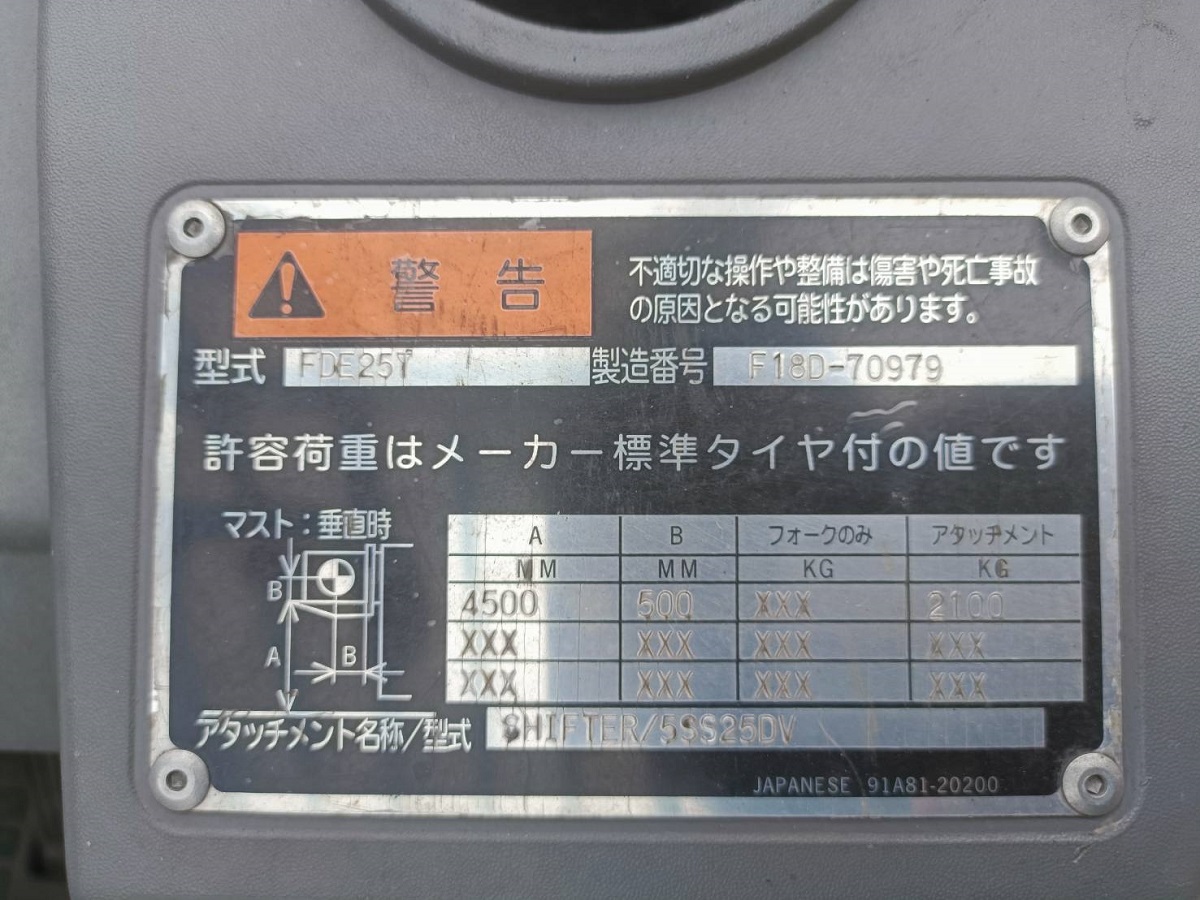 警告
不適切な操作や整備は傷害や死亡事故
の原因となる可能性があります。
型式 FDE25T 製造番号 F18D-70979
許容荷重はメーカー標準タイヤ付の値です
マスト：垂直時
B
A
B
A B フォークのみ アタッチメント
MM MM KG KG
4500 500 XXX 2100
XXX XXX XXX XXX
XXX XXX XXX XXX
アタッチメント名称/型式 SHIFTER/5SS25DV
JAPANESE 91A81-20200